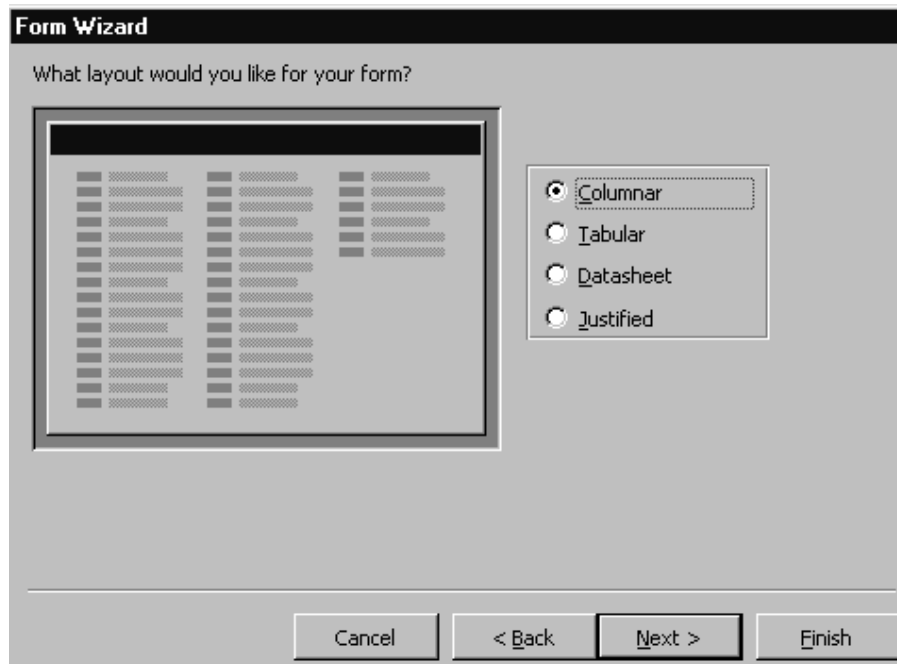 Form Wizard
What layout would you like for your form?
Columnar
Tabular
Datasheet
Justified
Cancel
< Back
Next >
Finish